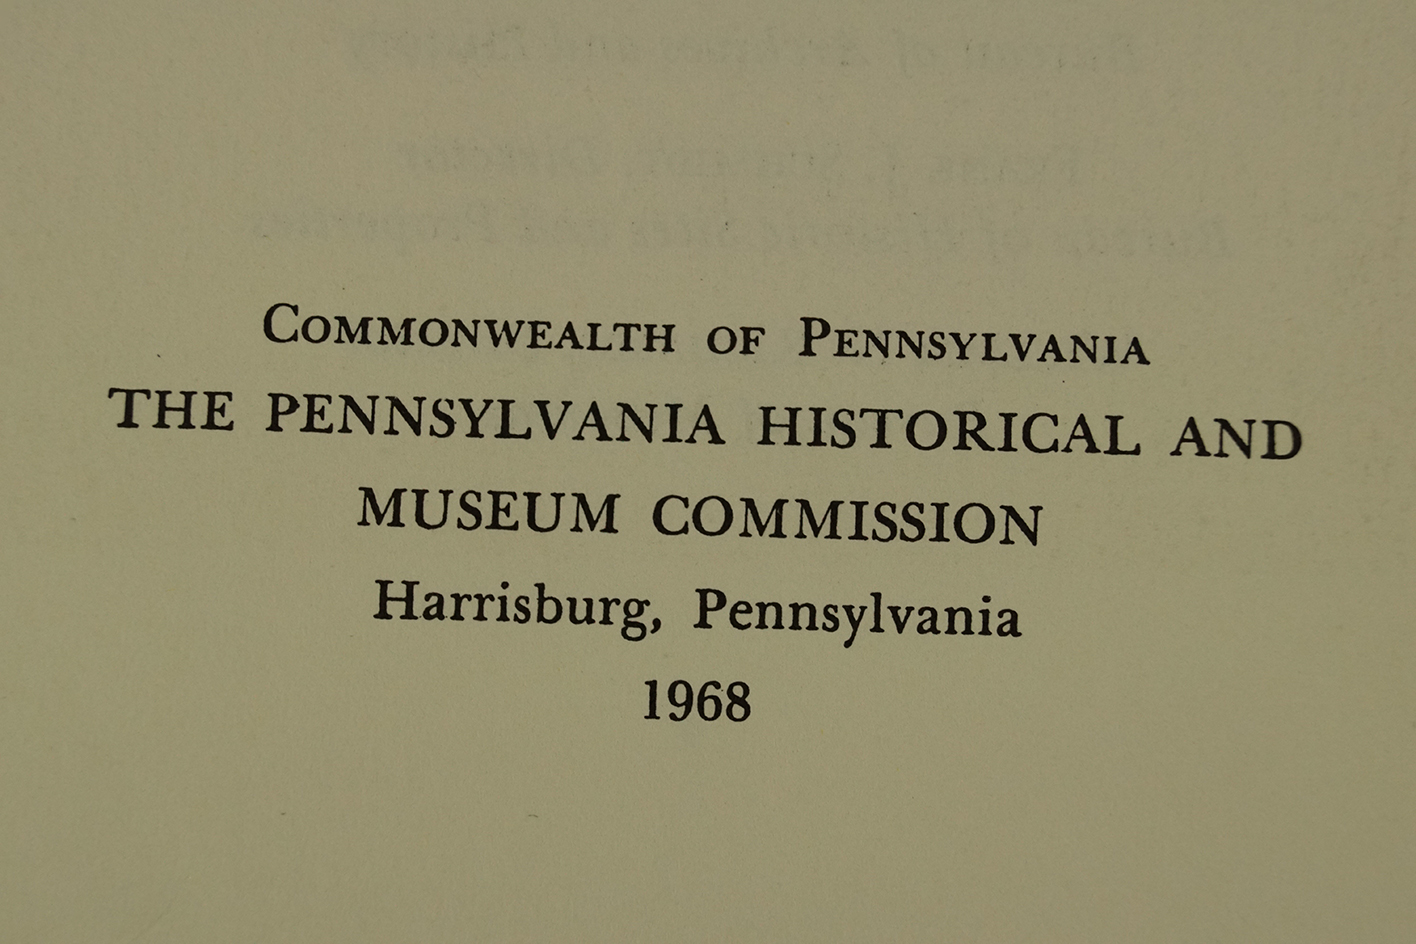 Commonwealth of Pennsylvania
THE PENNSYLVANIA HISTORICAL AND
MUSEUM COMMISSION
Harrisburg, Pennsylvania
1968